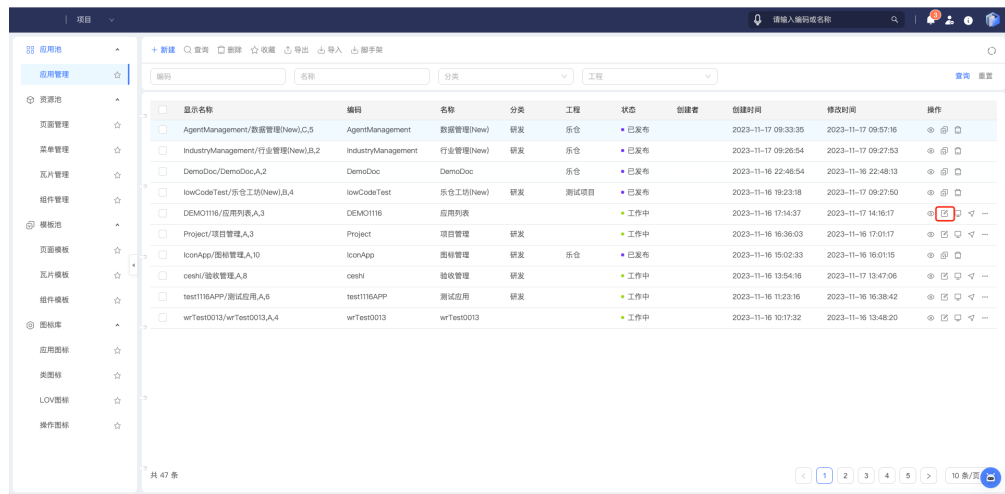 项目
请输入编码或名称
3
应用池
应用管理
资源池
页面管理
菜单管理
瓦片管理
组件管理
模板池
页面模板
瓦片模板
组件模板
图标库
应用图标
类图标
LOV图标
操作图标
+ 新建 查询 删除 收藏 导出 导入 脚手架
编码 名称 分类 工程 查询 重置
显示名称 编码 名称 分类 工程 状态 创建者 创建时间 修改时间 操作
AgentManagement/数据管理(New),C,5 AgentManagement 数据管理(New) 研发 乐仓 已发布 2023-11-17 09:33:35 2023-11-17 09:57:16
IndustryManagement/行业管理(New),B,2 IndustryManagement 行业管理(New) 研发 乐仓 已发布 2023-11-17 09:26:54 2023-11-17 09:27:53
DemoDoc/DemoDoc,A,2 DemoDoc DemoDoc 乐仓 已发布 2023-11-16 22:46:54 2023-11-16 22:48:13
lowCodeTest/乐仓工坊(New),B,4 lowCodeTest 乐仓工坊(New) 研发 测试项目 已发布 2023-11-16 19:23:18 2023-11-17 09:27:50
DEMO1116/应用列表,A,3 DEMO1116 应用列表 工作中 2023-11-16 17:14:37 2023-11-17 14:16:17
Project/项目管理,A,3 Project 项目管理 研发 工作中 2023-11-16 16:36:03 2023-11-16 17:01:17
IconApp/图标管理,A,10 IconApp 图标管理 研发 乐仓 已发布 2023-11-16 15:02:33 2023-11-16 16:01:15
ceshi/验收管理,A,8 ceshi 验收管理 研发 工作中 2023-11-16 13:54:16 2023-11-17 13:47:06
test1116APP/测试应用,A,6 test1116APP 测试应用 研发 工作中 2023-11-16 11:23:16 2023-11-16 16:38:42
wrTest0013/wrTest0013,A,4 wrTest0013 wrTest0013 工作中 2023-11-16 10:17:32 2023-11-16 13:48:20
共 47 条 1 2 3 4 5 10 条/页